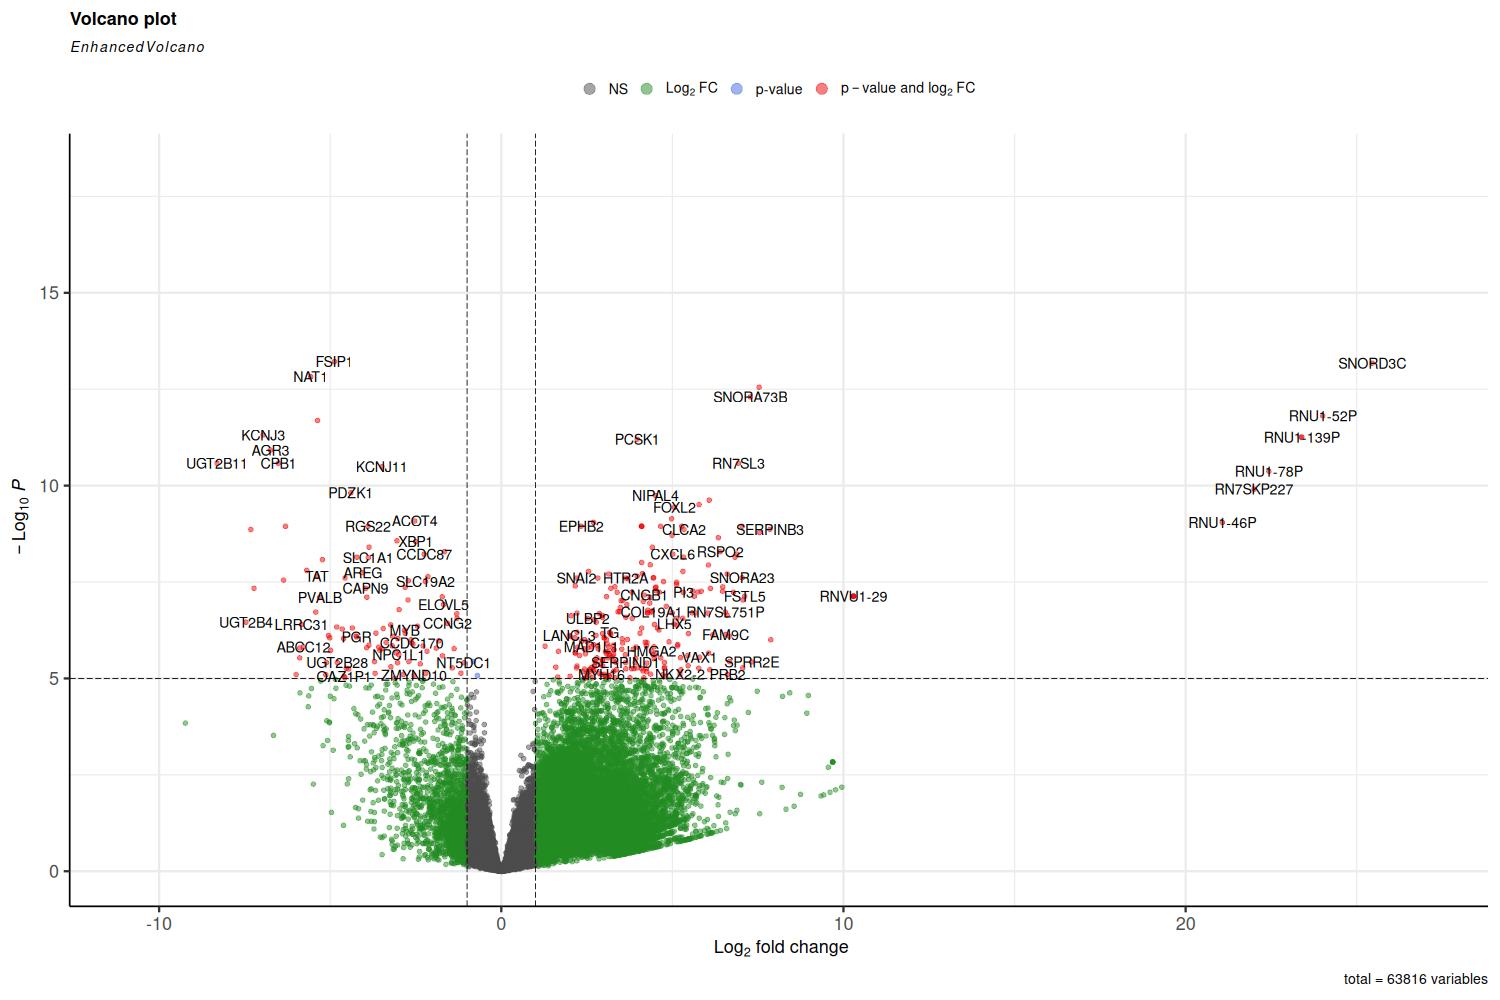 Volcano plot
EnhancedVolcano
NS Log2 FC p-value p − value and log2 FC
− Log10 P
15
FSIP1
SNORD3C
NAT1
SNORA73B
RNU1-52P
KCNJ3
PCSK1
RNU1-139P
AGR3
UGT2B11
CPB1
KCNJ11
RN7SL3
RNU1-78P
10
PDZK1
NIPAL4
RN7SKP227
FOXL2
RGS22
ACOT4
EPHB2
CLCA2
SERPINB3
RNU1-46P
XBP1
SLC1A1
CCDC87
CXCL6
RSPO2
TAT
AREG
SLC19A2
SNAI2
HTR2A
SNORA23
CAPN9
PVALB
CNGB1
PI3
FSTL5
RNVU1-29
ELOVL5
COL19A1
RN7SL751P
UGT2B4
LRRC31
CCNG2
ULBP2
LHX5
PGR
MYB
LANCL3
TG
FAM9C
ABCC12
CCDC170
MAD1L1
HMGA2
UGT2B28
NPC1L1
NT5DC1
SERPIND1
VAX1
SPRR2E
OAZ1P1
ZMYND10
MYH16
NKX2-2
PRB2
5
0
-10 0 10 20
Log2 fold change
total = 63816 variables